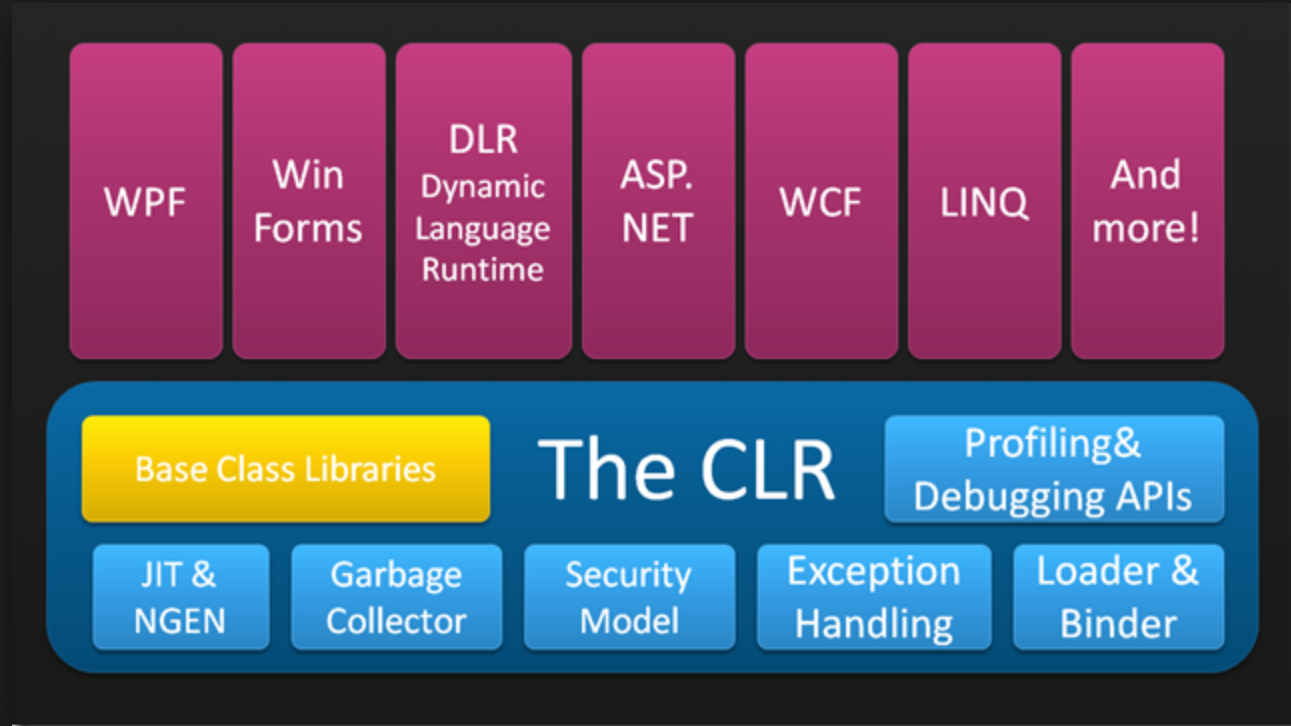 WPF
Win
Forms
DLR
Dynamic
Language
Runtime
ASP.
NET
WCF
LINQ
And
more!
Base Class Libraries
The CLR
Profiling&
Debugging APIs
JIT &
NGEN
Garbage
Collector
Security
Model
Exception
Handling
Loader &
Binder